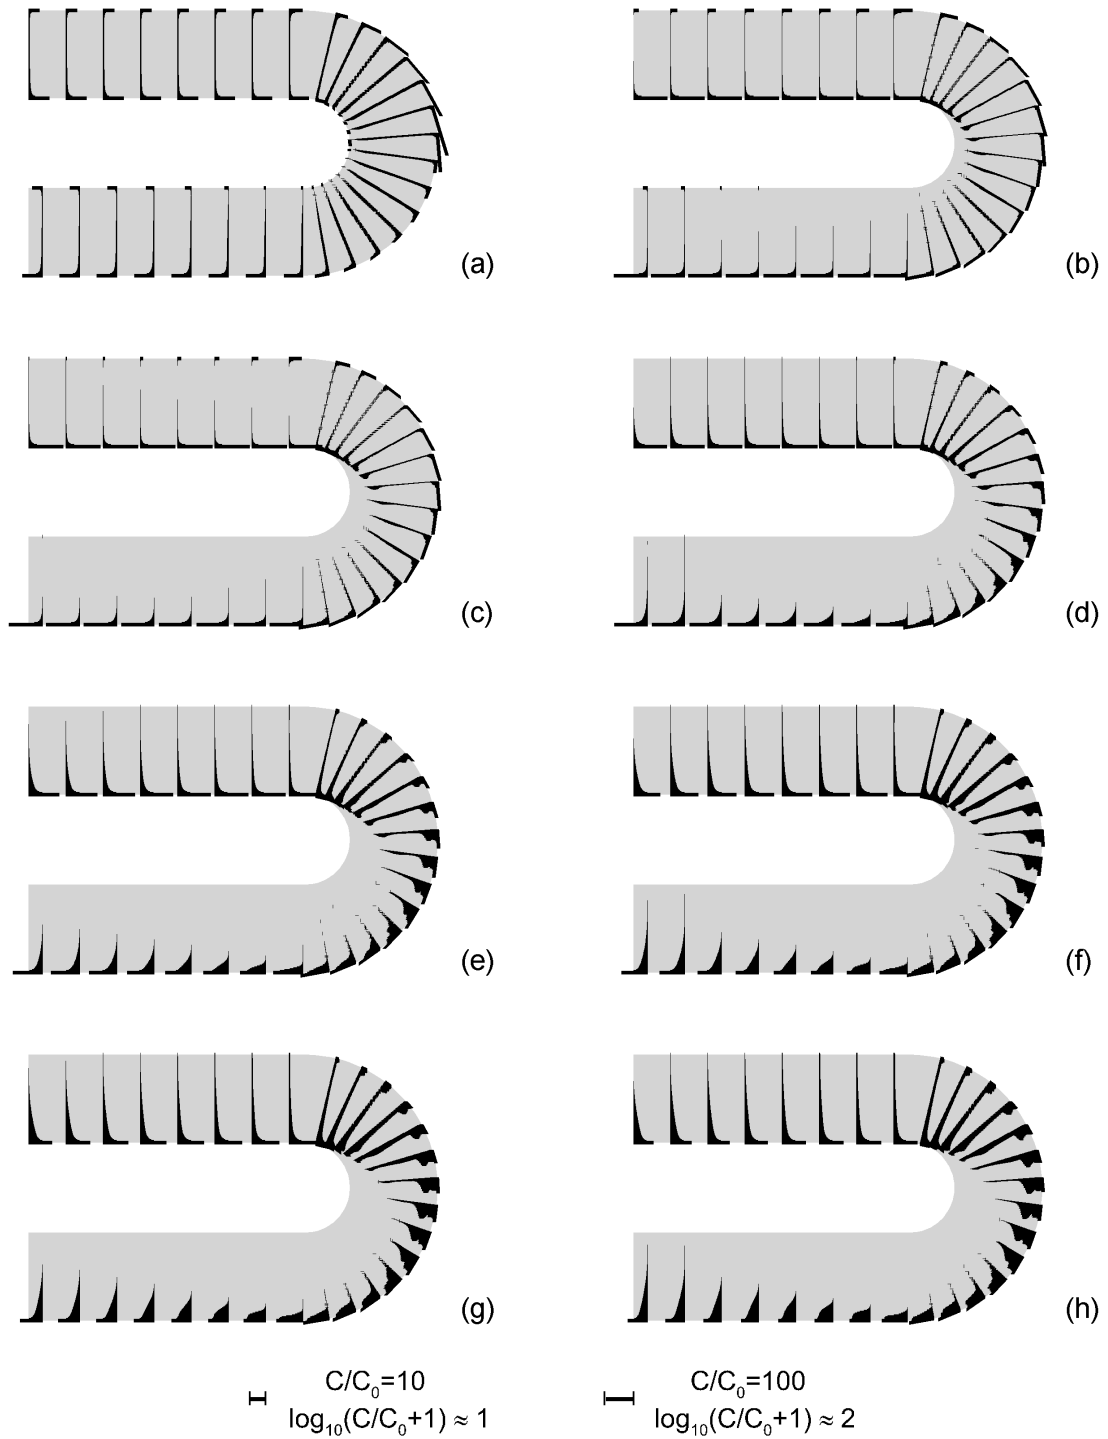 (a)
(b)
(c)
(d)
(e)
(f)
(g)
(h)
C/C₀=10
log₁₀(C/C₀+1) ≈ 1
C/C₀=100
log₁₀(C/C₀+1) ≈ 2